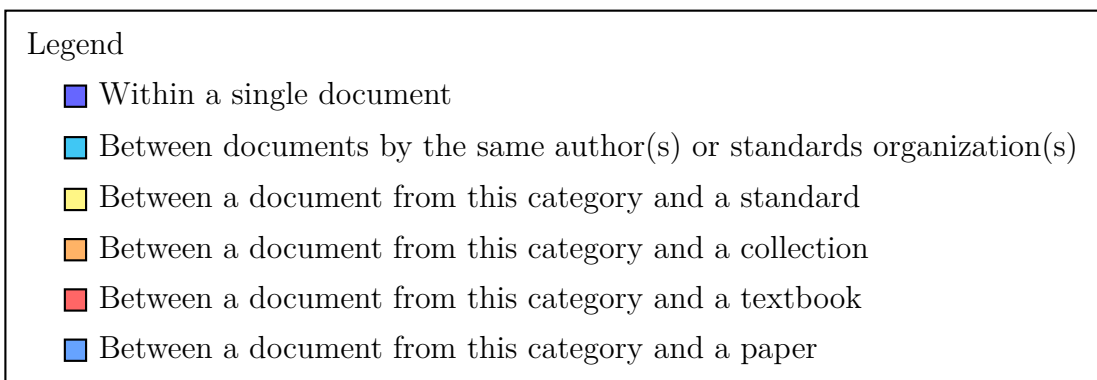 Legend
Within a single document
Between documents by the same author(s) or standards organization(s)
Between a document from this category and a standard
Between a document from this category and a collection
Between a document from this category and a textbook
Between a document from this category and a paper